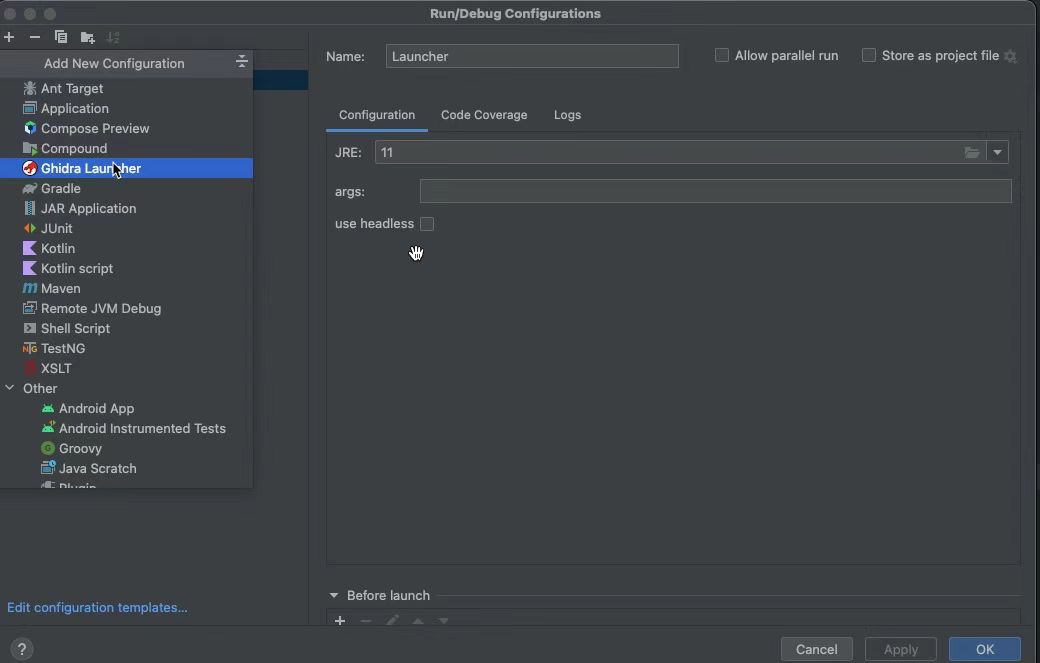 Run/Debug Configurations
Add New Configuration
Ant Target
Application
Compose Preview
Compound
Ghidra Launcher
Gradle
JAR Application
JUnit
Kotlin
Kotlin script
Maven
Remote JVM Debug
Shell Script
TestNG
XSLT
Other
Android App
Android Instrumented Tests
Groovy
Java Scratch
Plugin
Edit configuration templates...
Name: Launcher
Allow parallel run
Store as project file
Configuration Code Coverage Logs
JRE: 11
args:
use headless
Before launch
? Cancel Apply OK